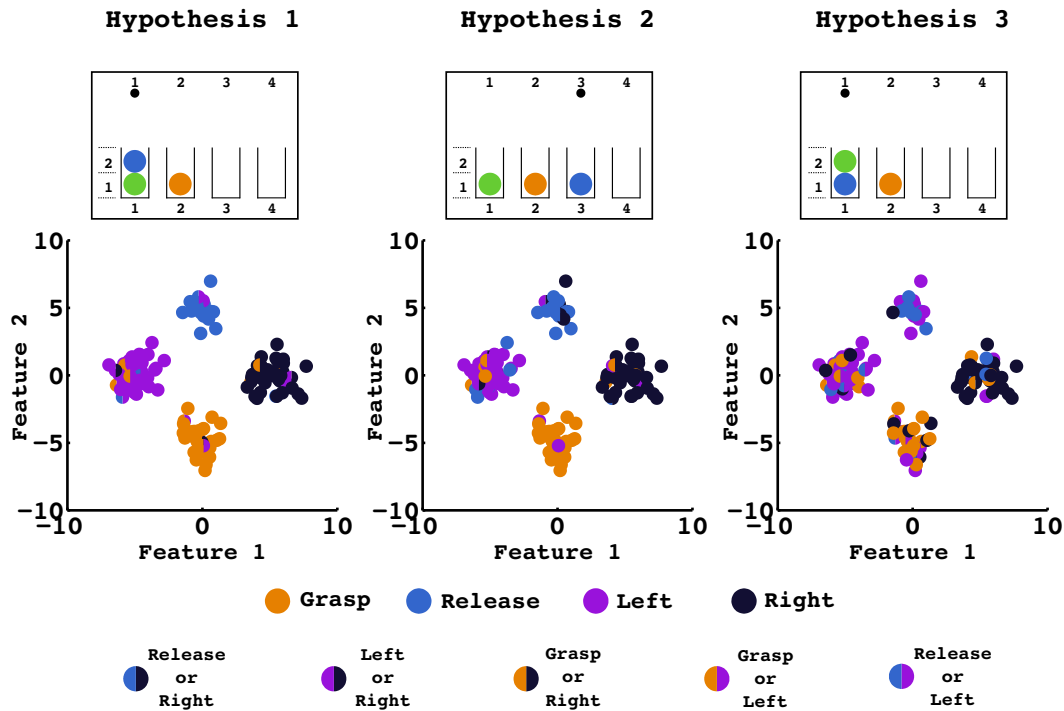 Hypothesis 1
Hypothesis 2
Hypothesis 3
1 2 3 4
1 2 3 4
1 2 3 4
2
2
2
1
1
1
1 2 3 4
1 2 3 4
1 2 3 4
10
5
0
−5
−10
−10 0 10
Feature 2
Feature 1
10
5
0
−5
−10
−10 0 10
Feature 2
Feature 1
10
5
0
−5
−10
−10 0 10
Feature 2
Feature 1
Grasp Release Left Right
Release
or
Right
Left
or
Right
Grasp
or
Right
Grasp
or
Left
Release
or
Left